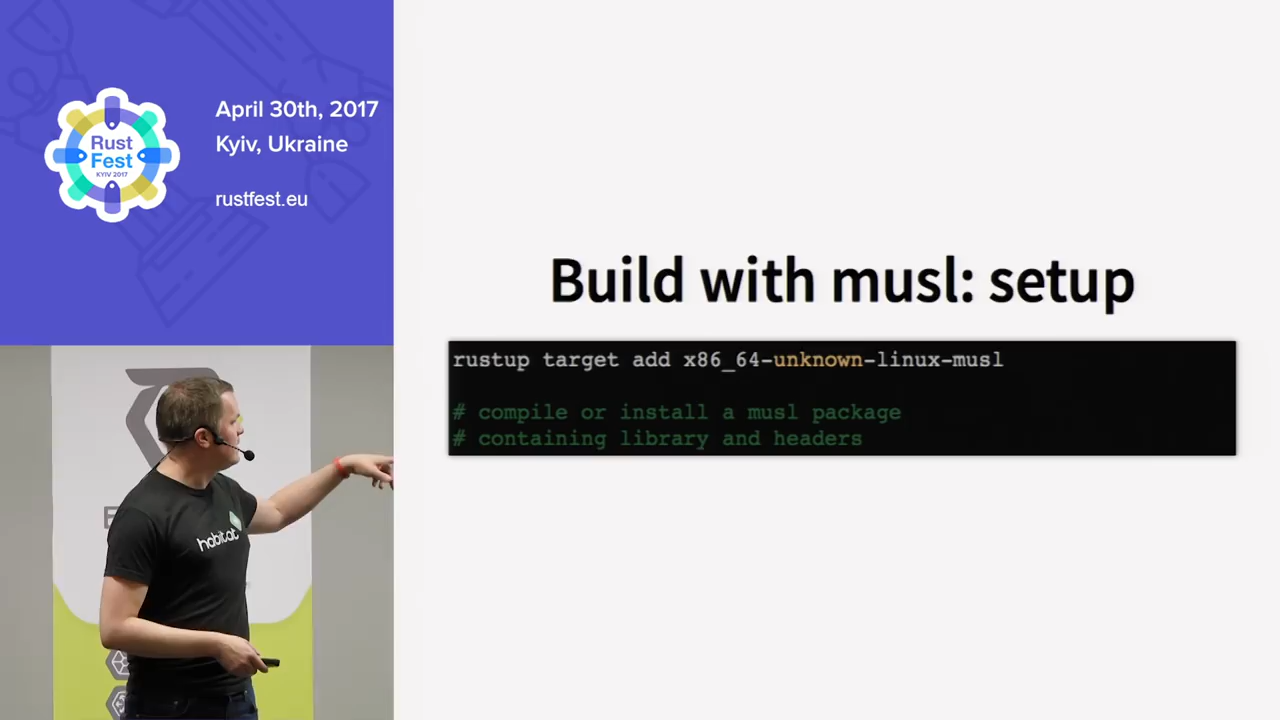 April 30th, 2017
Kyiv, Ukraine
rustfest.eu
Rust
Fest
KYIV 2017
Build with musl: setup
rustup target add x86_64-unknown-linux-musl
# compile or install a musl package
# containing library and headers
habitat